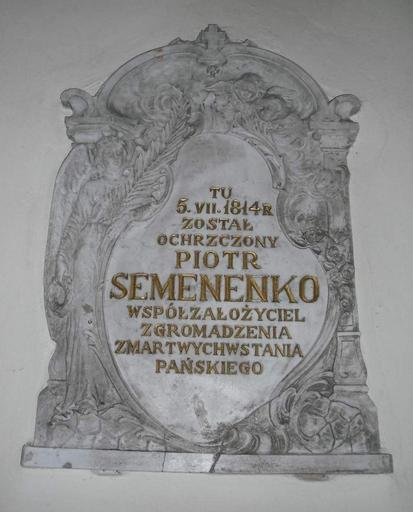 TU
5. VII. 1814 R.
ZOSTAŁ
OCHRZCZONY
PIOTR
SEMENENKO
WSPÓŁZAŁOŻYCIEL
ZGROMADZENIA
ZMARTWYCHWSTANIA
PAŃSKIEGO